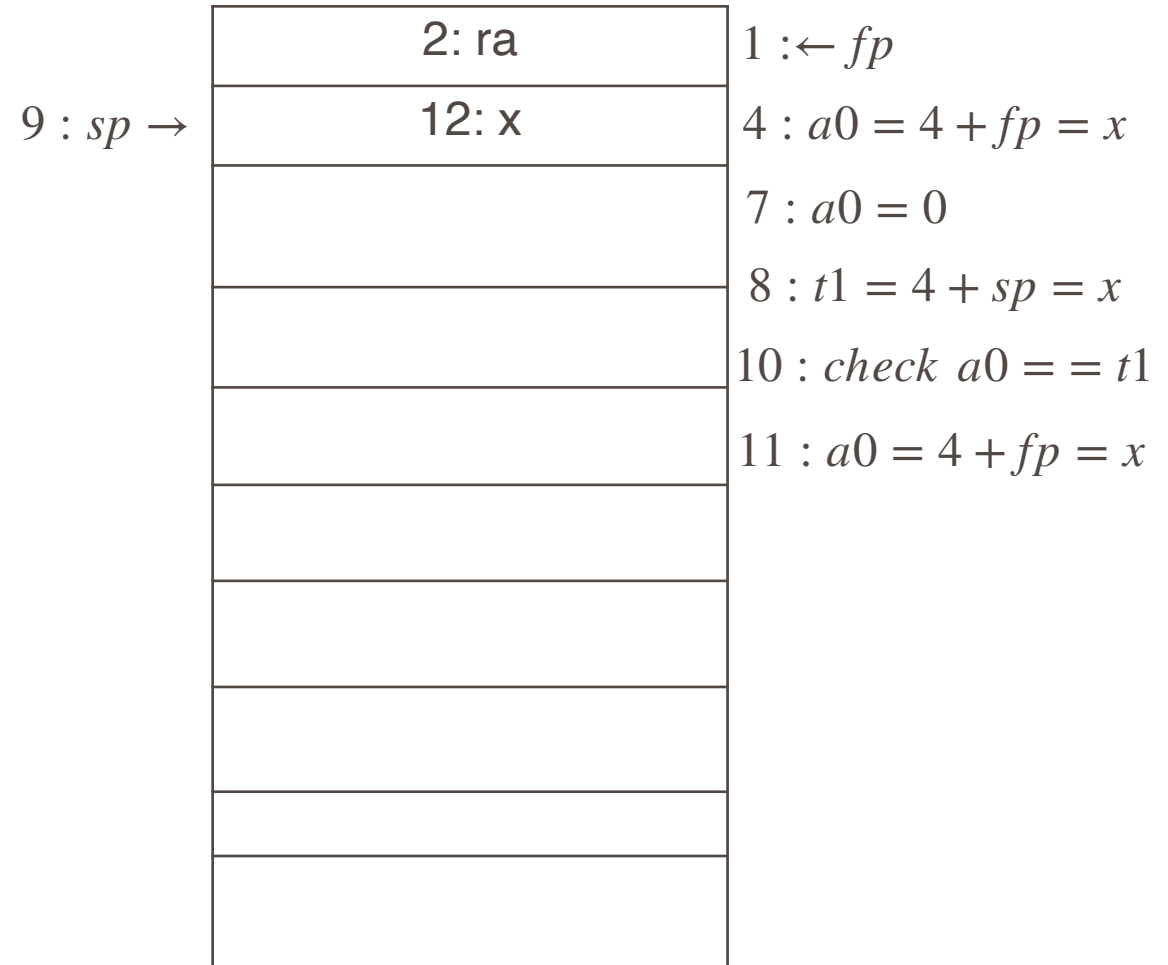 2: ra
1 :← fp
9 : sp →
12: x
4 : a0 = 4 + fp = x
7 : a0 = 0
8 : t1 = 4 + sp = x
10 : check a0 = = t1
11 : a0 = 4 + fp = x